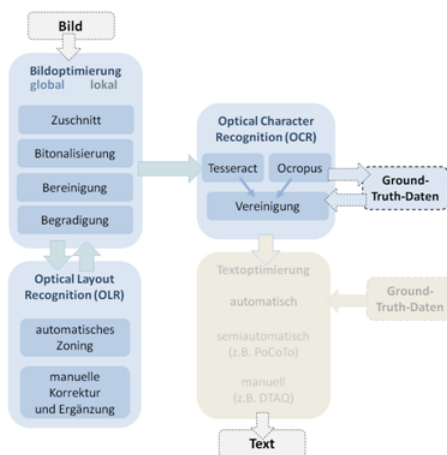 Bild
Bildoptimierung
global lokal
Zuschnitt
Bitonalisierung
Bereinigung
Begradigung
Optical Layout
Recognition (OLR)
automatisches
Zoning
manuelle
Korrektur
und Ergänzung
Optical Character
Recognition (OCR)
Tesseract Ocropus
Vereinigung
Ground-
Truth-Daten
Textoptimierung
automatisch
semiautomatisch
(z.B. PoCoTo)
manuell
(z.B. DTAQ)
Ground-
Truth-Daten
Text